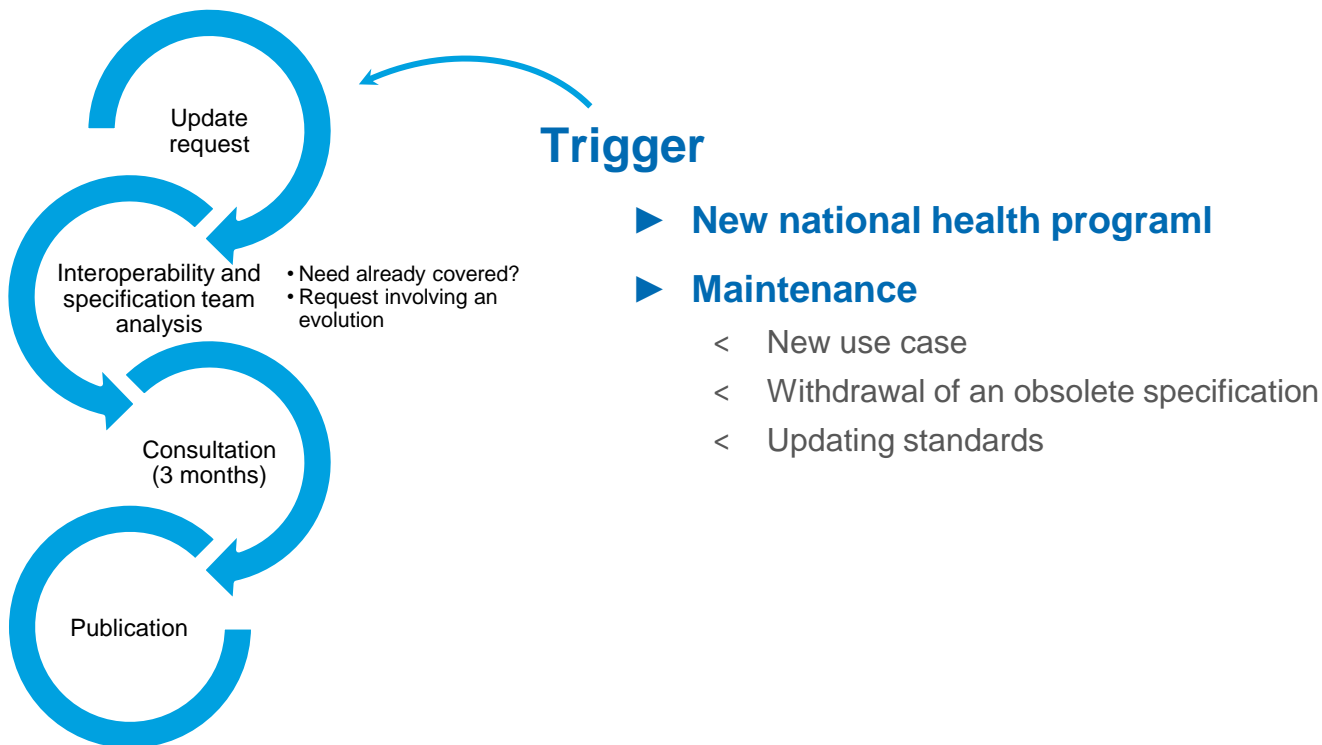 Update
request
Interoperability and
specification team
analysis
• Need already covered?
• Request involving an
evolution
Consultation
(3 months)
Publication
Trigger
► New national health programl
► Maintenance
< New use case
< Withdrawal of an obsolete specification
< Updating standards